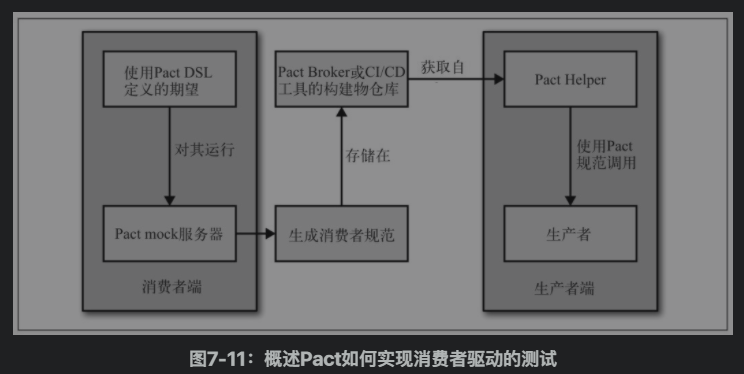 使用Pact DSL
定义的期望
对其运行
Pact mock服务器
消费者端
生成消费者规范
存储在
Pact Broker或CI/CD
工具的构建物仓库
获取自
Pact Helper
使用Pact
规范调用
生产者
生产者端
图7-11：概述Pact如何实现消费者驱动的测试